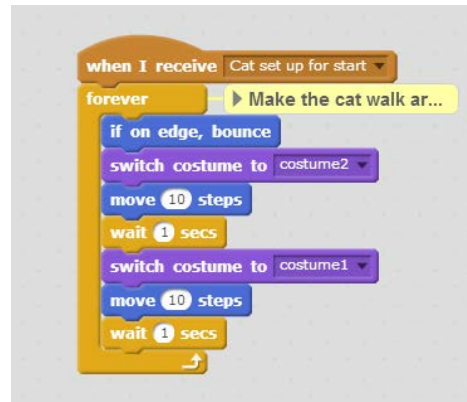 when I receive Cat set up for start
forever Make the cat walk ar...
if on edge, bounce
switch costume to costume2
move 10 steps
wait 1 secs
switch costume to costume1
move 10 steps
wait 1 secs